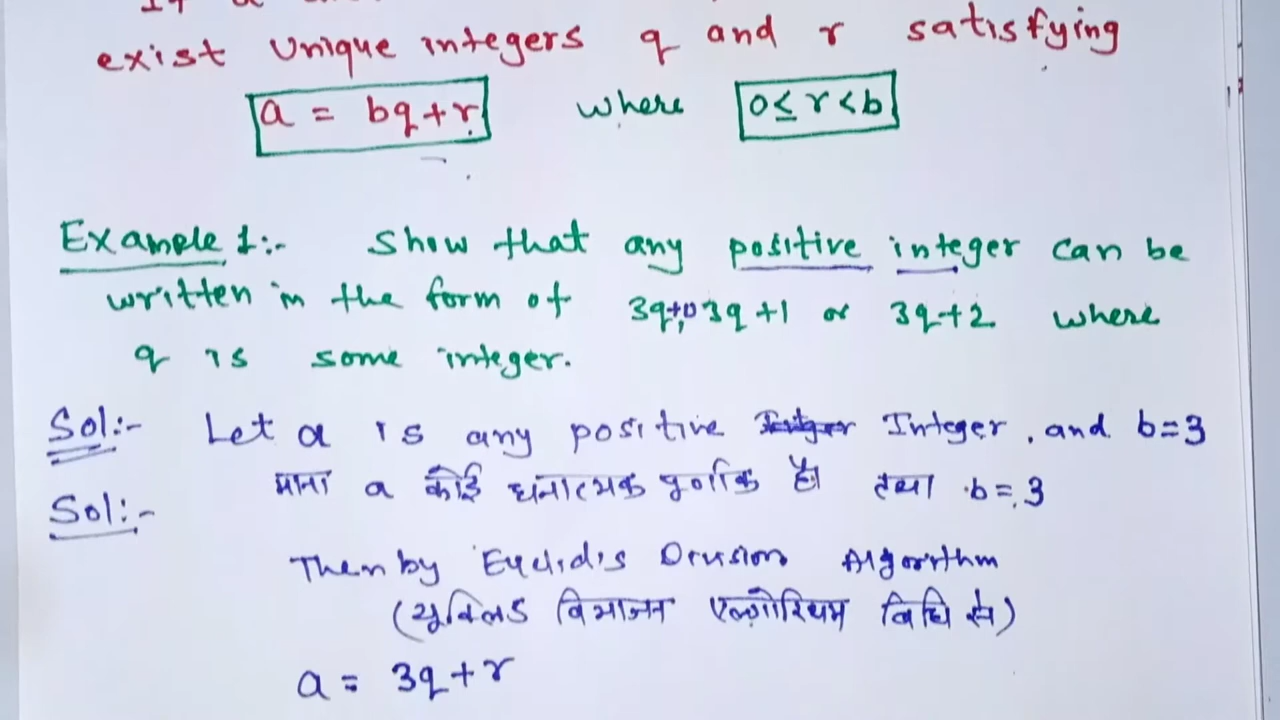 exist Unique integers q and r satisfying
a = bq+r where 0≤r<b
Example 1:- Show that any positive integer can be
written in the form of 3q+0, 3q+1 or 3q+2 where
q is some integer.
Sol:- Let a is any positive Integer, and b=3
माना a कोई धनात्मक पूर्णांक है। तथा b=3
Sol:-
Then by Euclid's Division Algorithm
(यूक्लिड विभाजन एल्गोरिथम विधि से)
a = 3q+r